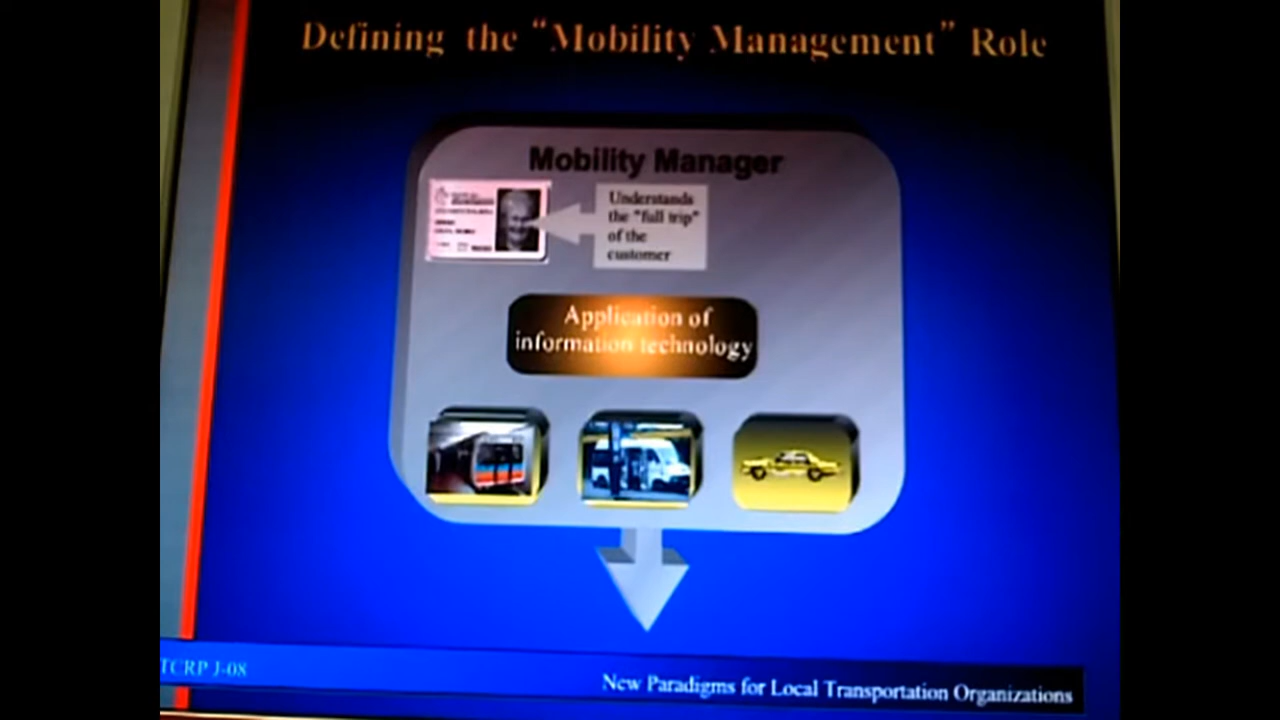 Defining the “Mobility Management” Role
Mobility Manager
Understands
the "full trip"
of the
customer
Application of
information technology
TCRP J-08
New Paradigms for Local Transportation Organizations